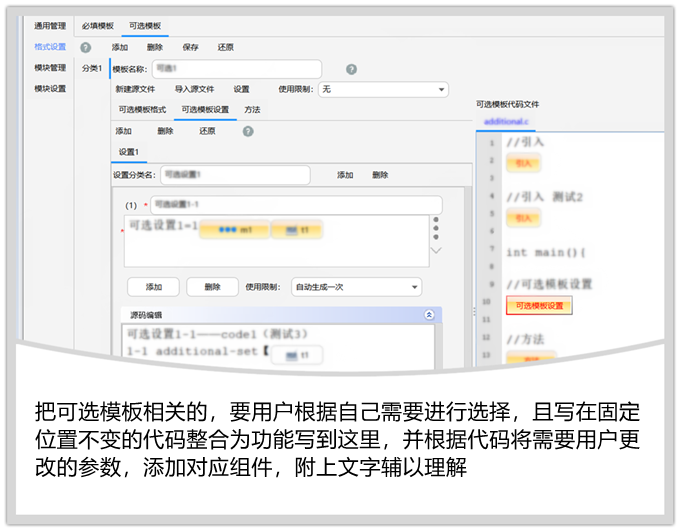 通用管理 必填模板 可选模板
格式设置 添加 删除 保存 还原
模块管理 分类1 模板名称: 可选1
模块设置 新建源文件 导入源文件 设置 使用限制: 无
可选模板格式 可选模板设置 方法
添加 删除 还原
设置1
设置分类名: 可选设置1 添加 删除
(1) * 可选设置1-1
可选设置1=1 m1 t1
添加 删除 使用限制: 自动生成一次
源码编辑
可选设置1-1——code1（测试3）
1-1 additional-set【 t1
可选模板代码文件
additional.c
1 //引入
2 引入
3
4 //引入 测试2
5 引入
6
7 int main(){
8
9 //可选模板设置
10 可选模板设置
11
12 //方法
13 方法
把可选模板相关的，要用户根据自己需要进行选择，且写在固定
位置不变的代码整合为功能写到这里，并根据代码将需要用户更
改的参数，添加对应组件，附上文字辅以理解